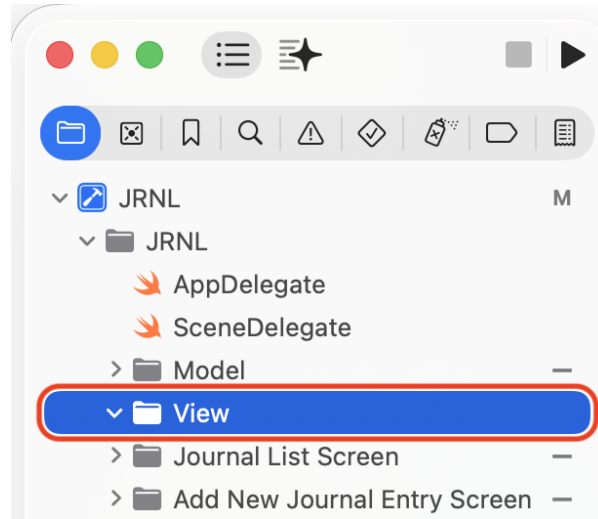 JRNL M
JRNL
AppDelegate
SceneDelegate
Model
View
Journal List Screen
Add New Journal Entry Screen